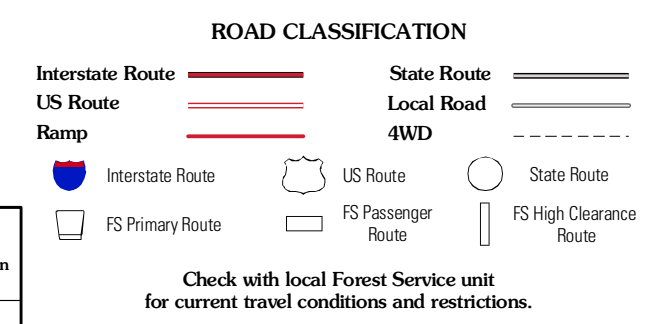 ROAD CLASSIFICATION
Interstate Route
State Route
US Route
Local Road
Ramp
4WD
Interstate Route
US Route
State Route
FS Primary Route
FS Passenger
Route
FS High Clearance
Route
n
Check with local Forest Service unit
for current travel conditions and restrictions.